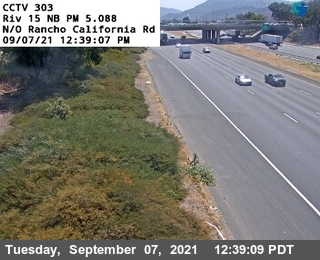 CCTV 303
Riv 15 NB PM 5.088
N/O Rancho California Rd
09/07/21 12:39:07 PM
Tuesday, September 07, 2021 12:39:09 PDT